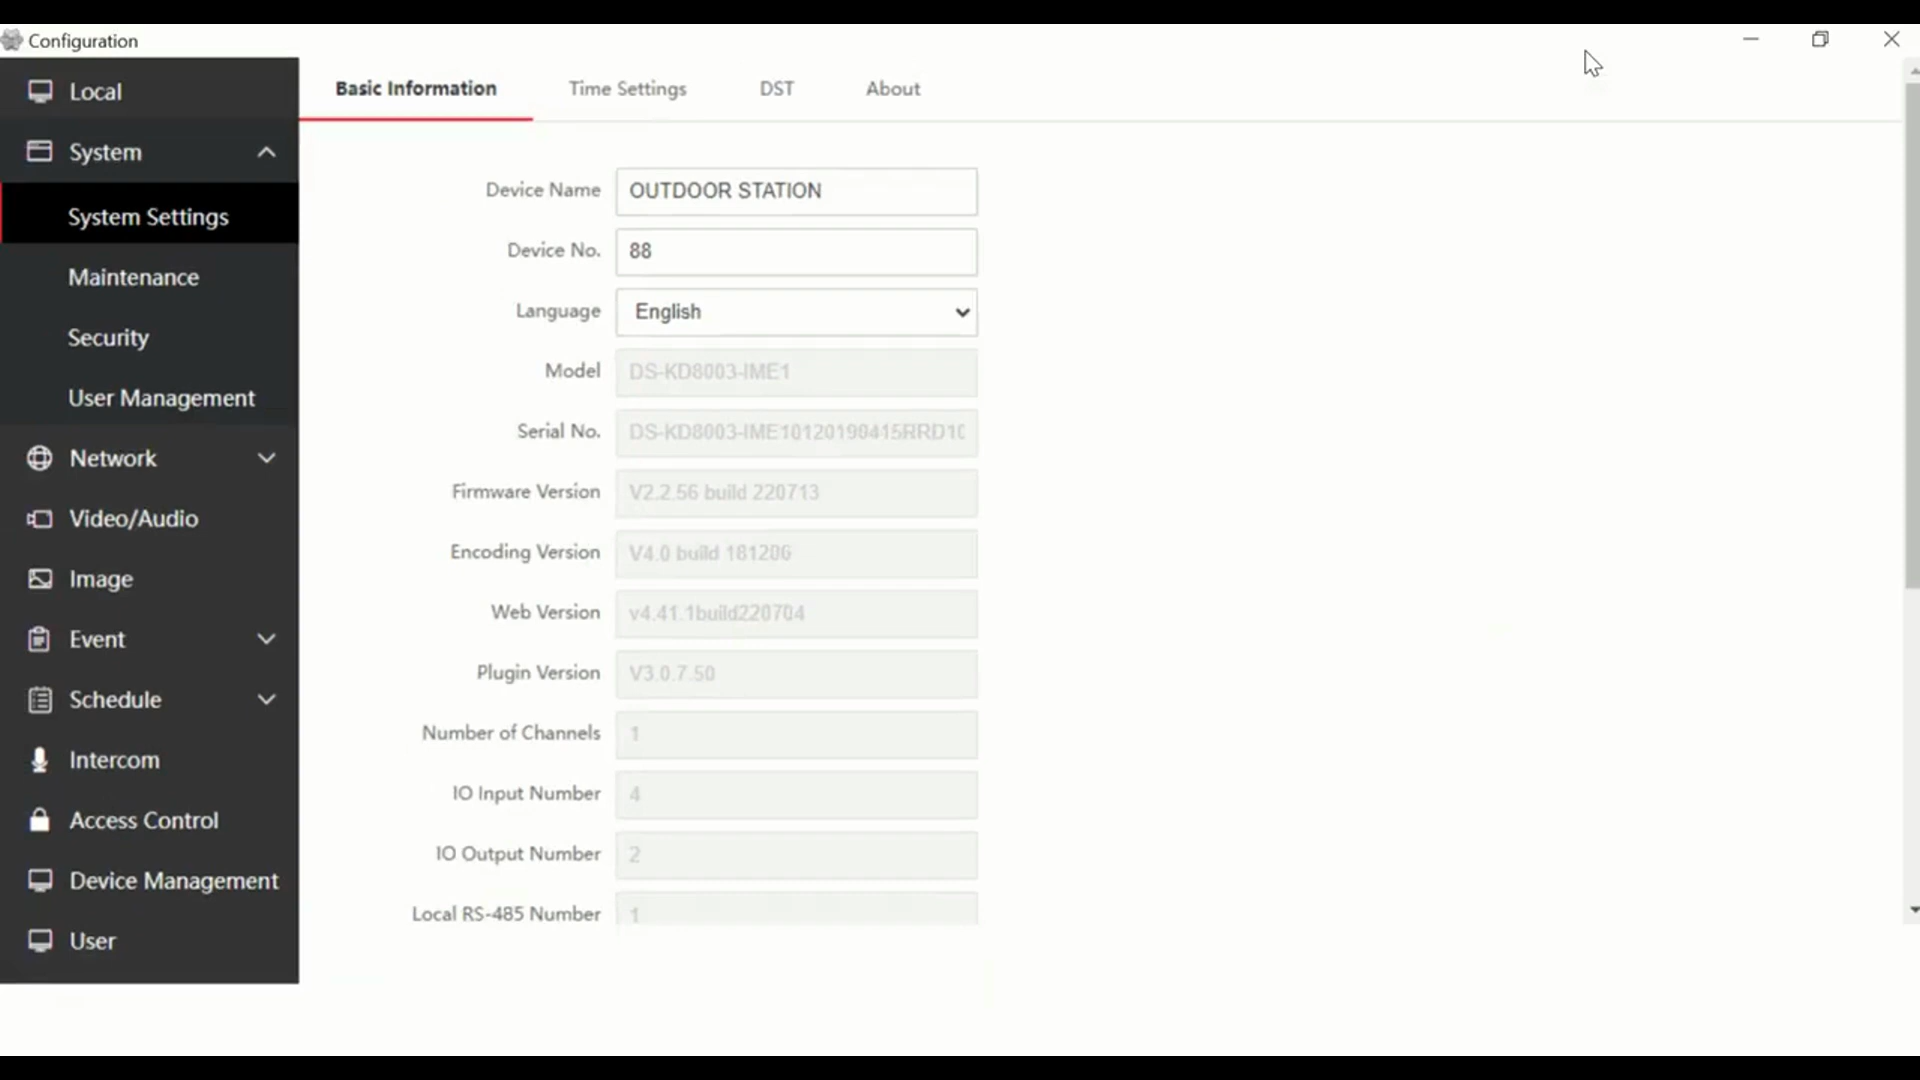 Configuration
Local
System
System Settings
Maintenance
Security
User Management
Network
Video/Audio
Image
Event
Schedule
Intercom
Access Control
Device Management
User
Basic Information Time Settings DST About
Device Name OUTDOOR STATION
Device No. 88
Language English
Model DS-KD8003-IME1
Serial No. DS-KD8003-IME10120190415RRD10
Firmware Version V2.2.56 build 220713
Encoding Version V4.0 build 181206
Web Version v4.41.1build220704
Plugin Version V3.0.7.50
Number of Channels 1
IO Input Number 4
IO Output Number 2
Local RS-485 Number 1